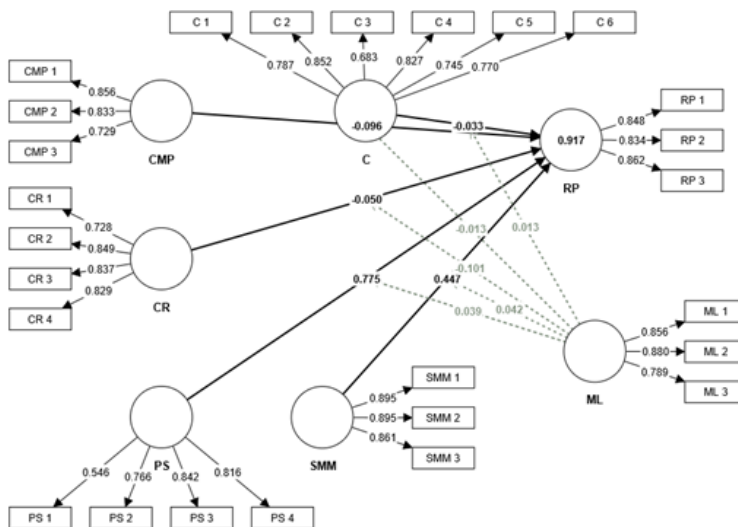 C 1 C 2 C 3 C 4 C 5 C 6
0.787 0.852 0.683 0.827 0.745 0.770
CMP 1
CMP 2
CMP 3
0.856
0.833
0.729
CMP
C
-0.096
-0.033
0.917
RP
RP 1
RP 2
RP 3
0.848
0.834
0.862
CR 1
CR 2
CR 3
CR 4
0.728
0.849
0.837
0.829
CR
-0.050
-0.013
0.013
-0.101
0.775
0.447
0.042
0.039
ML 1
ML 2
ML 3
0.856
0.880
0.789
ML
PS
0.546
0.766
0.842
0.816
PS 1 PS 2 PS 3 PS 4
SMM
0.895
0.895
0.861
SMM 1
SMM 2
SMM 3